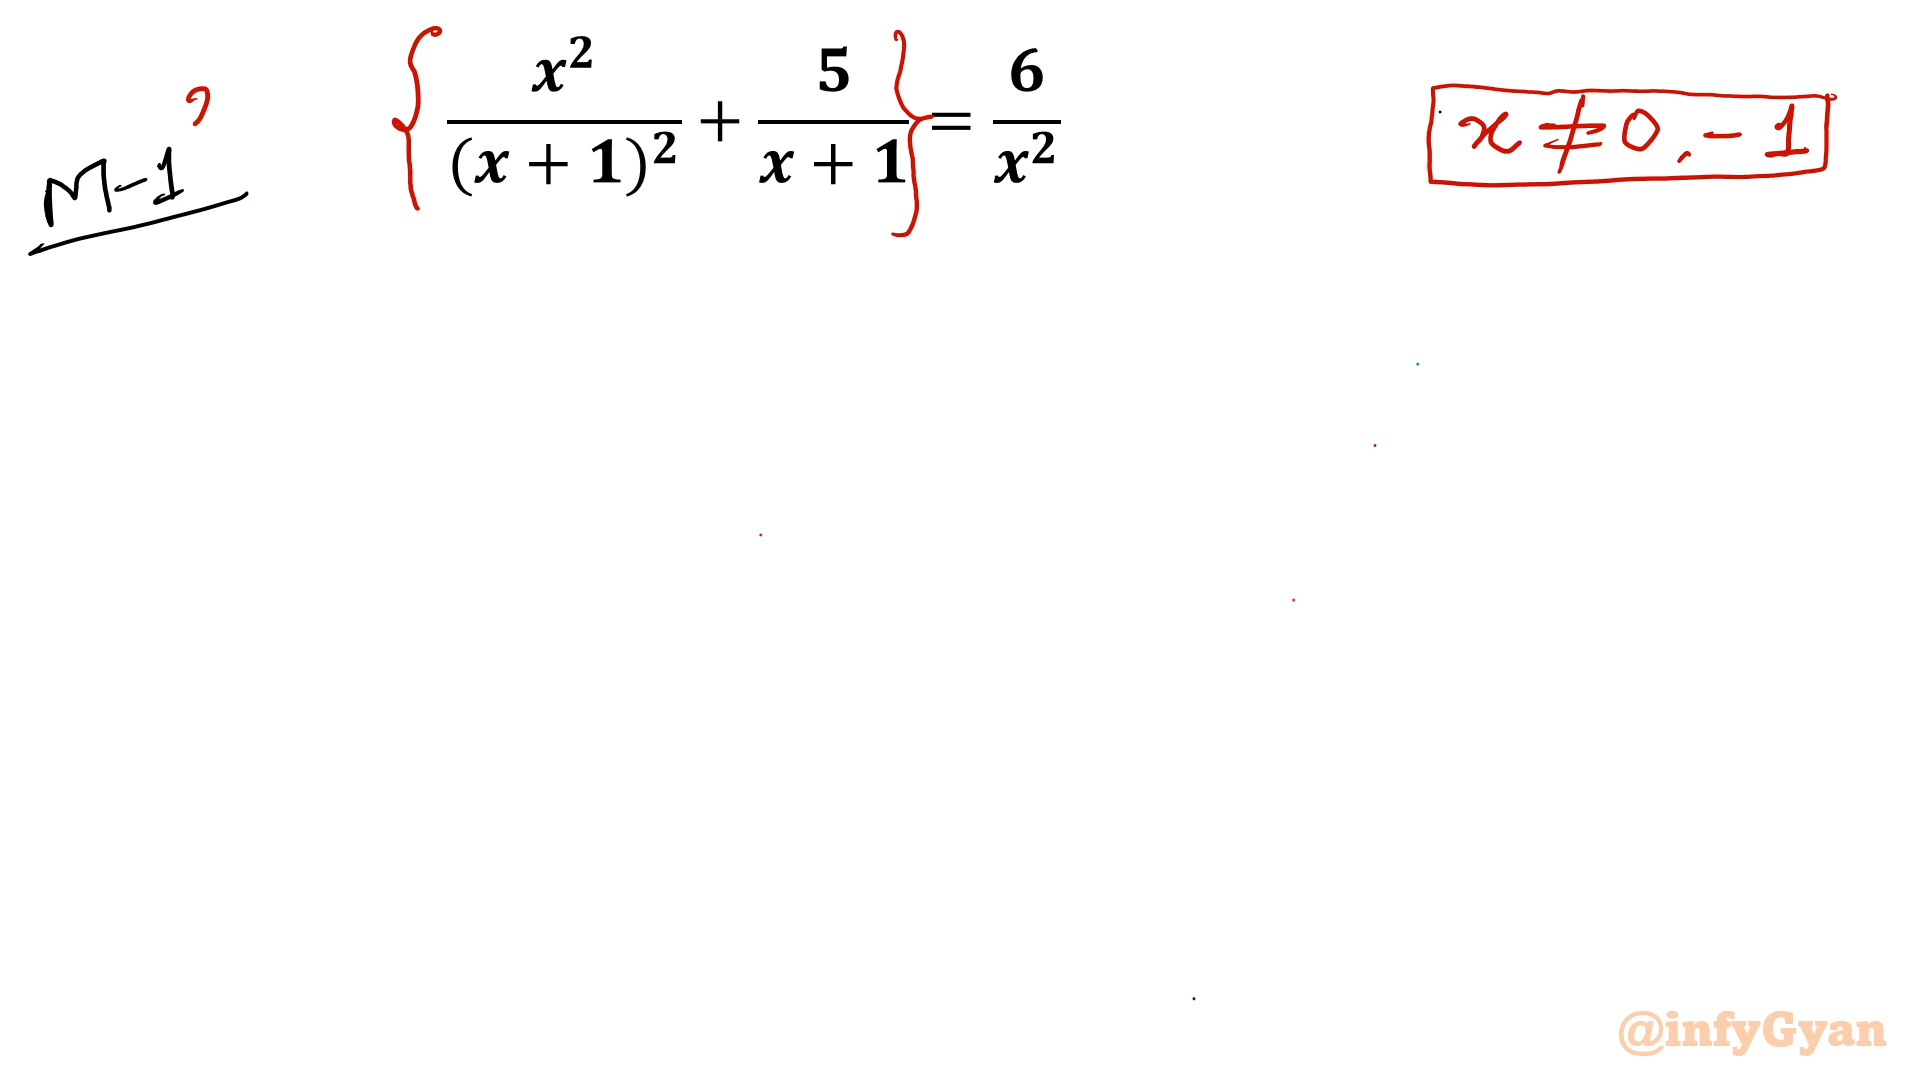 M-1
{ x²/(x + 1)² + 5/(x + 1) } = 6/x²
x ≠ 0, -1
@infyGyan